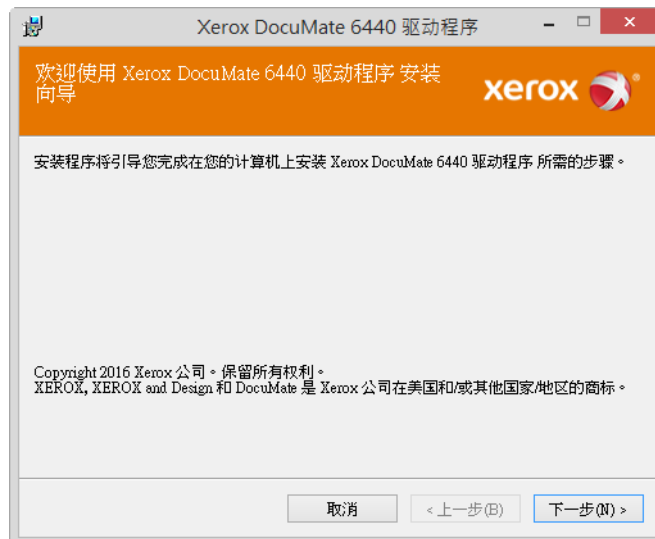 Xerox DocuMate 6440 驱动程序
欢迎使用 Xerox DocuMate 6440 驱动程序 安装
向导
xerox
安装程序将引导您完成在您的计算机上安装 Xerox DocuMate 6440 驱动程序 所需的步骤。
Copyright 2016 Xerox 公司。保留所有权利。
XEROX, XEROX and Design 和 DocuMate 是 Xerox 公司在美国和/或其他国家/地区的商标。
取消
<上一步(B)
下一步(N) >